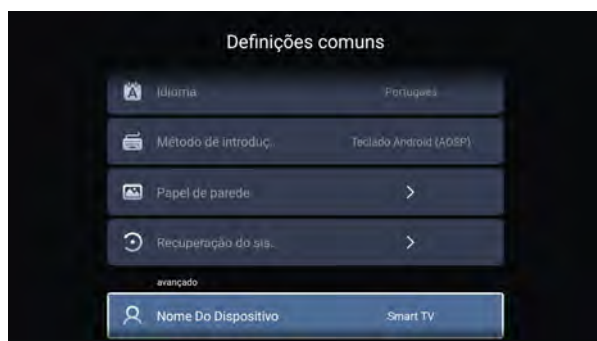 Definições comuns
Idioma Português
Método de introduç. Teclado Android (AOSP)
Papel de parede
Recuperação do sis.
avançado
Nome Do Dispositivo Smart TV